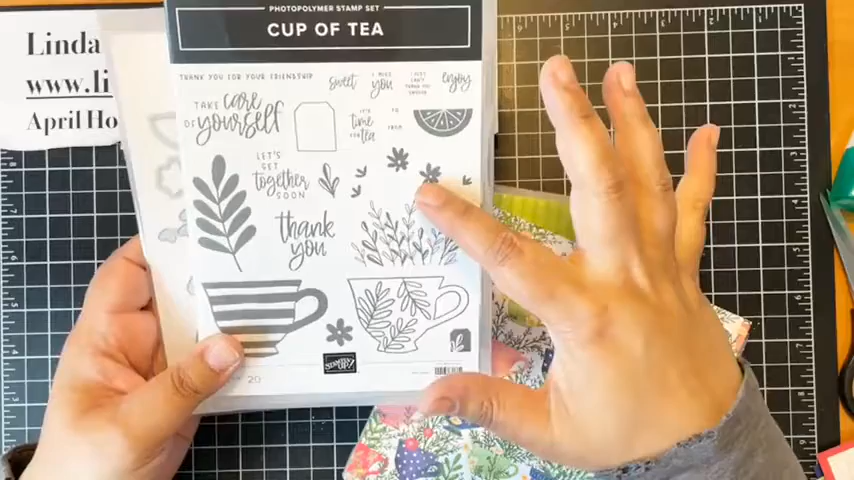 PHOTOPOLYMER STAMP SET
CUP OF TEA
Linda
www.li
April Ho
THANK YOU FOR YOUR FRIENDSHIP
sweet
I MISS
you
I JUST
CAN'T
THANK YOU
ENOUGH
enjoy
TAKE care
OF yourself
IT'S
time
FOR tea
TO
FROM
LET'S
GET
together
SOON
thank
you
STAMPIN' UP!
20